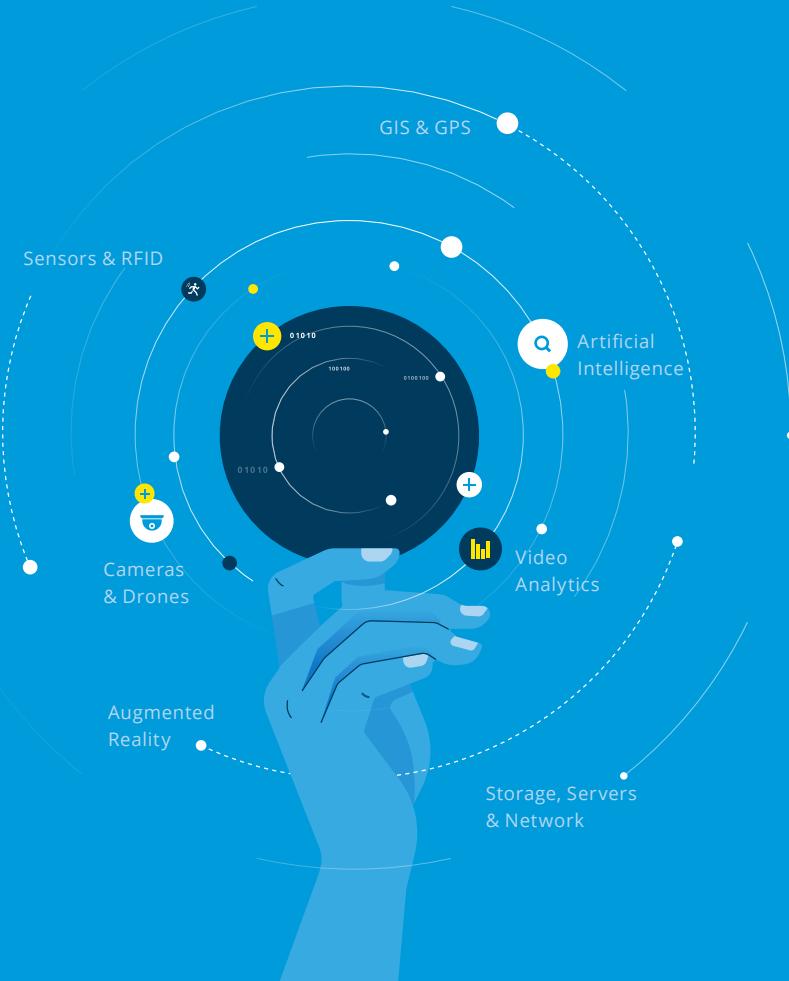 GIS & GPS
Sensors & RFID
01010
Artificial
Intelligence
100100
0100100
01010
Video
Analytics
Cameras
& Drones
Augmented
Reality
Storage, Servers
& Network